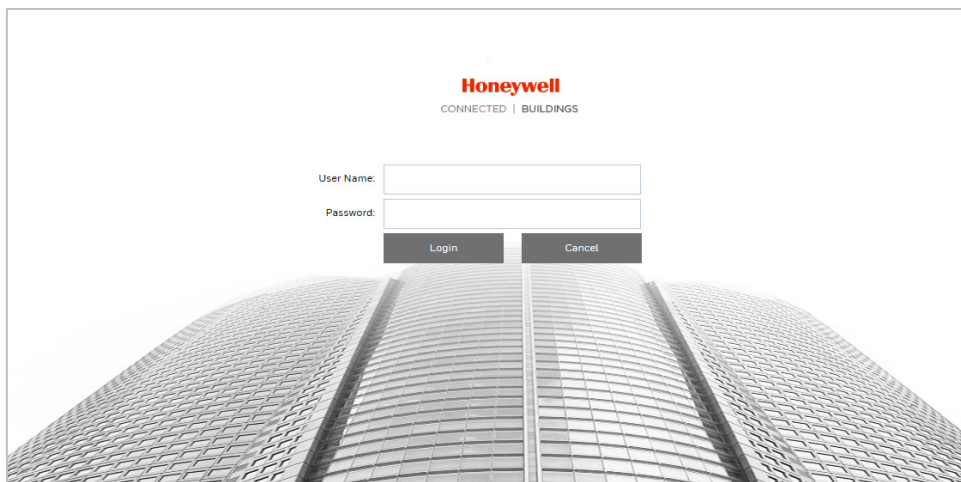 Honeywell
CONNECTED | BUILDINGS
User Name:
Password:
Login Cancel